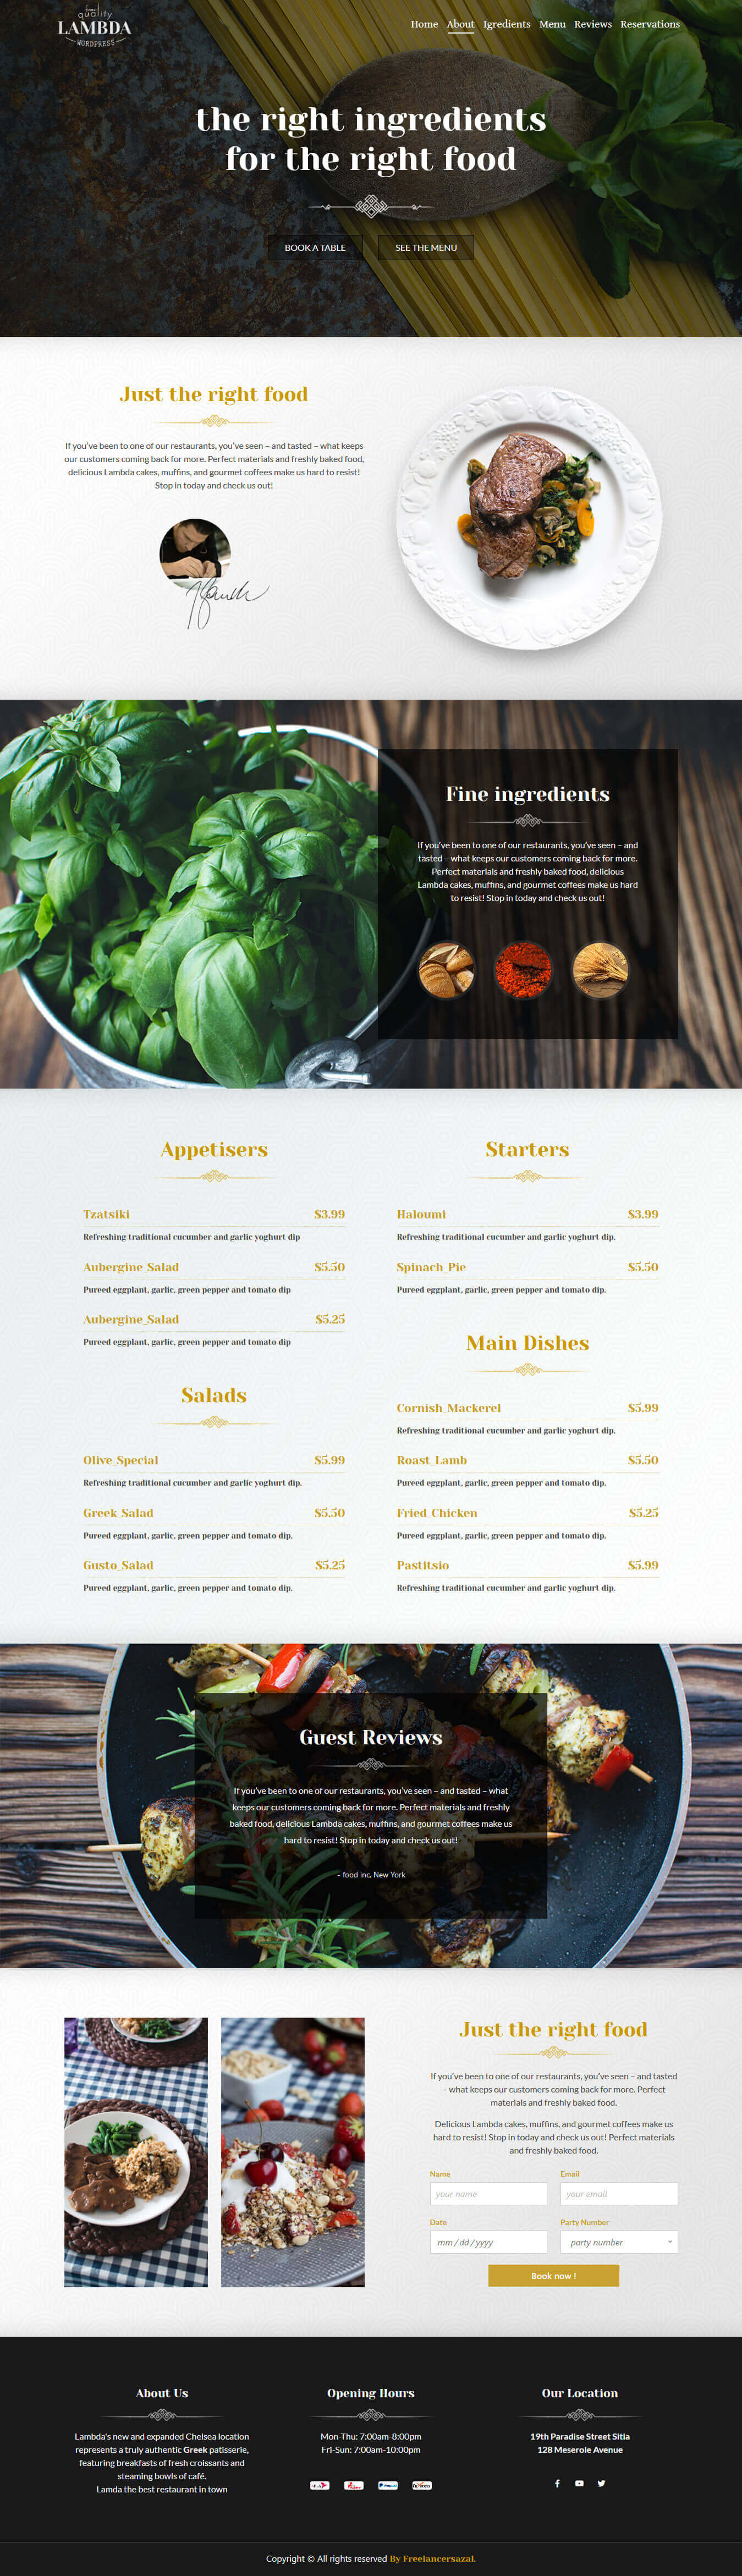 quality
LAMBDA
WORDPRESS
Home About Igredients Menu Reviews Reservations
the right ingredients
for the right food
BOOK A TABLE SEE THE MENU
Just the right food
If you've been to one of our restaurants, you've seen – and tasted – what keeps
our customers coming back for more. Perfect materials and freshly baked food,
delicious Lambda cakes, muffins, and gourmet coffees make us hard to resist!
Stop in today and check us out!
Fine ingredients
If you've been to one of our restaurants, you've seen – and
tasted – what keeps our customers coming back for more.
Perfect materials and freshly baked food, delicious
Lambda cakes, muffins, and gourmet coffees make us hard
to resist! Stop in today and check us out!
Appetisers
Tzatsiki $3.99
Refreshing traditional cucumber and garlic yoghurt dip
Aubergine_Salad $5.50
Pureed eggplant, garlic, green pepper and tomato dip
Aubergine_Salad $5.25
Pureed eggplant, garlic, green pepper and tomato dip
Salads
Olive_Special $5.99
Refreshing traditional cucumber and garlic yoghurt dip.
Greek_Salad $5.50
Pureed eggplant, garlic, green pepper and tomato dip.
Gusto_Salad $5.25
Pureed eggplant, garlic, green pepper and tomato dip.
Starters
Haloumi $3.99
Refreshing traditional cucumber and garlic yoghurt dip.
Spinach_Pie $5.50
Pureed eggplant, garlic, green pepper and tomato dip.
Main Dishes
Cornish_Mackerel $5.99
Refreshing traditional cucumber and garlic yoghurt dip.
Roast_Lamb $5.50
Pureed eggplant, garlic, green pepper and tomato dip.
Fried_Chicken $5.25
Pureed eggplant, garlic, green pepper and tomato dip.
Pastitsio $5.99
Refreshing traditional cucumber and garlic yoghurt dip.
Guest Reviews
If you've been to one of our restaurants, you've seen – and tasted – what
keeps our customers coming back for more. Perfect materials and freshly
baked food, delicious Lambda cakes, muffins, and gourmet coffees make us
hard to resist! Stop in today and check us out!
- food inc, New York
Just the right food
If you've been to one of our restaurants, you've seen – and tasted
– what keeps our customers coming back for more. Perfect
materials and freshly baked food.
Delicious Lambda cakes, muffins, and gourmet coffees make us
hard to resist! Stop in today and check us out! Perfect materials
and freshly baked food.
Name Email
your name your email
Date Party Number
mm / dd / yyyy party number
Book now !
About Us
Lambda's new and expanded Chelsea location
represents a truly authentic Greek patisserie,
featuring breakfasts of fresh croissants and
steaming bowls of café.
Lamda the best restaurant in town
Opening Hours
Mon-Thu: 7:00am-8:00pm
Fri-Sun: 7:00am-10:00pm
Our Location
19th Paradise Street Sitia
128 Meserole Avenue
Copyright © All rights reserved By Freelancersazal.